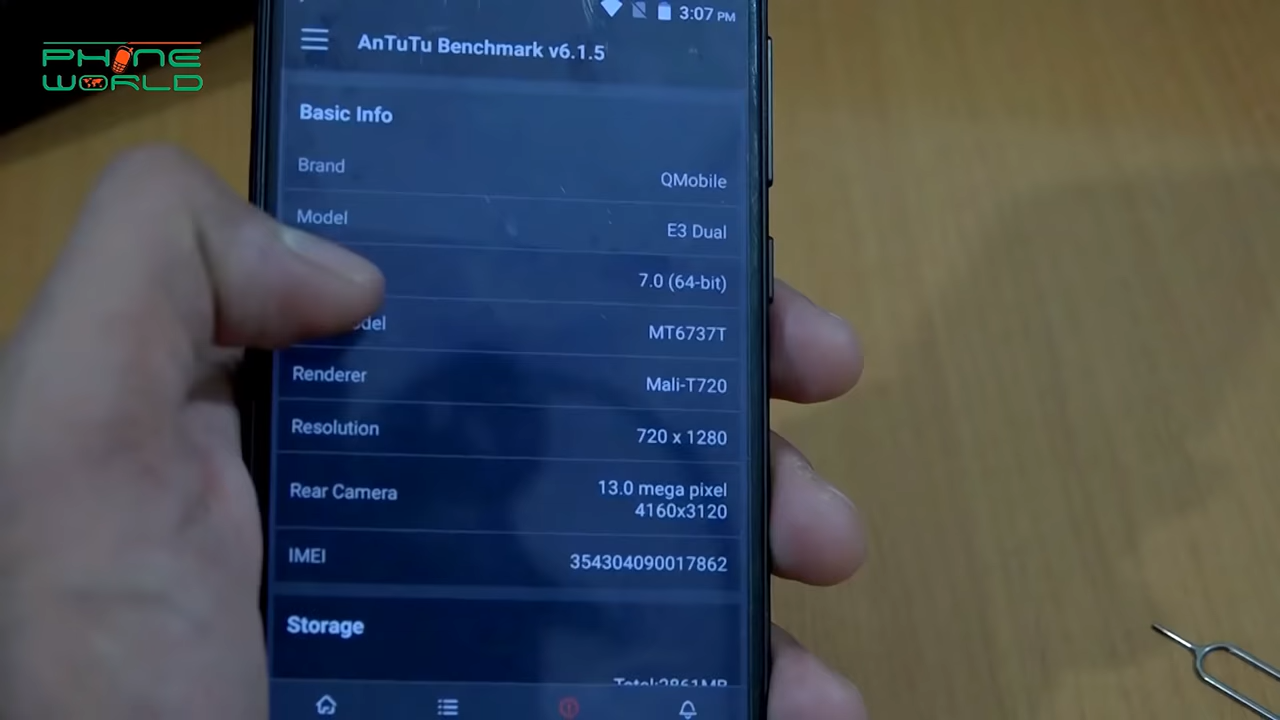 PHONE
WORLD
3:07 PM
AnTuTu Benchmark v6.1.5
Basic Info
Brand
QMobile
Model
E3 Dual
7.0 (64-bit)
MT6737T
Renderer
Mali-T720
Resolution
720 x 1280
Rear Camera
13.0 mega pixel
4160x3120
IMEI
354304090017862
Storage
Total:2861MB